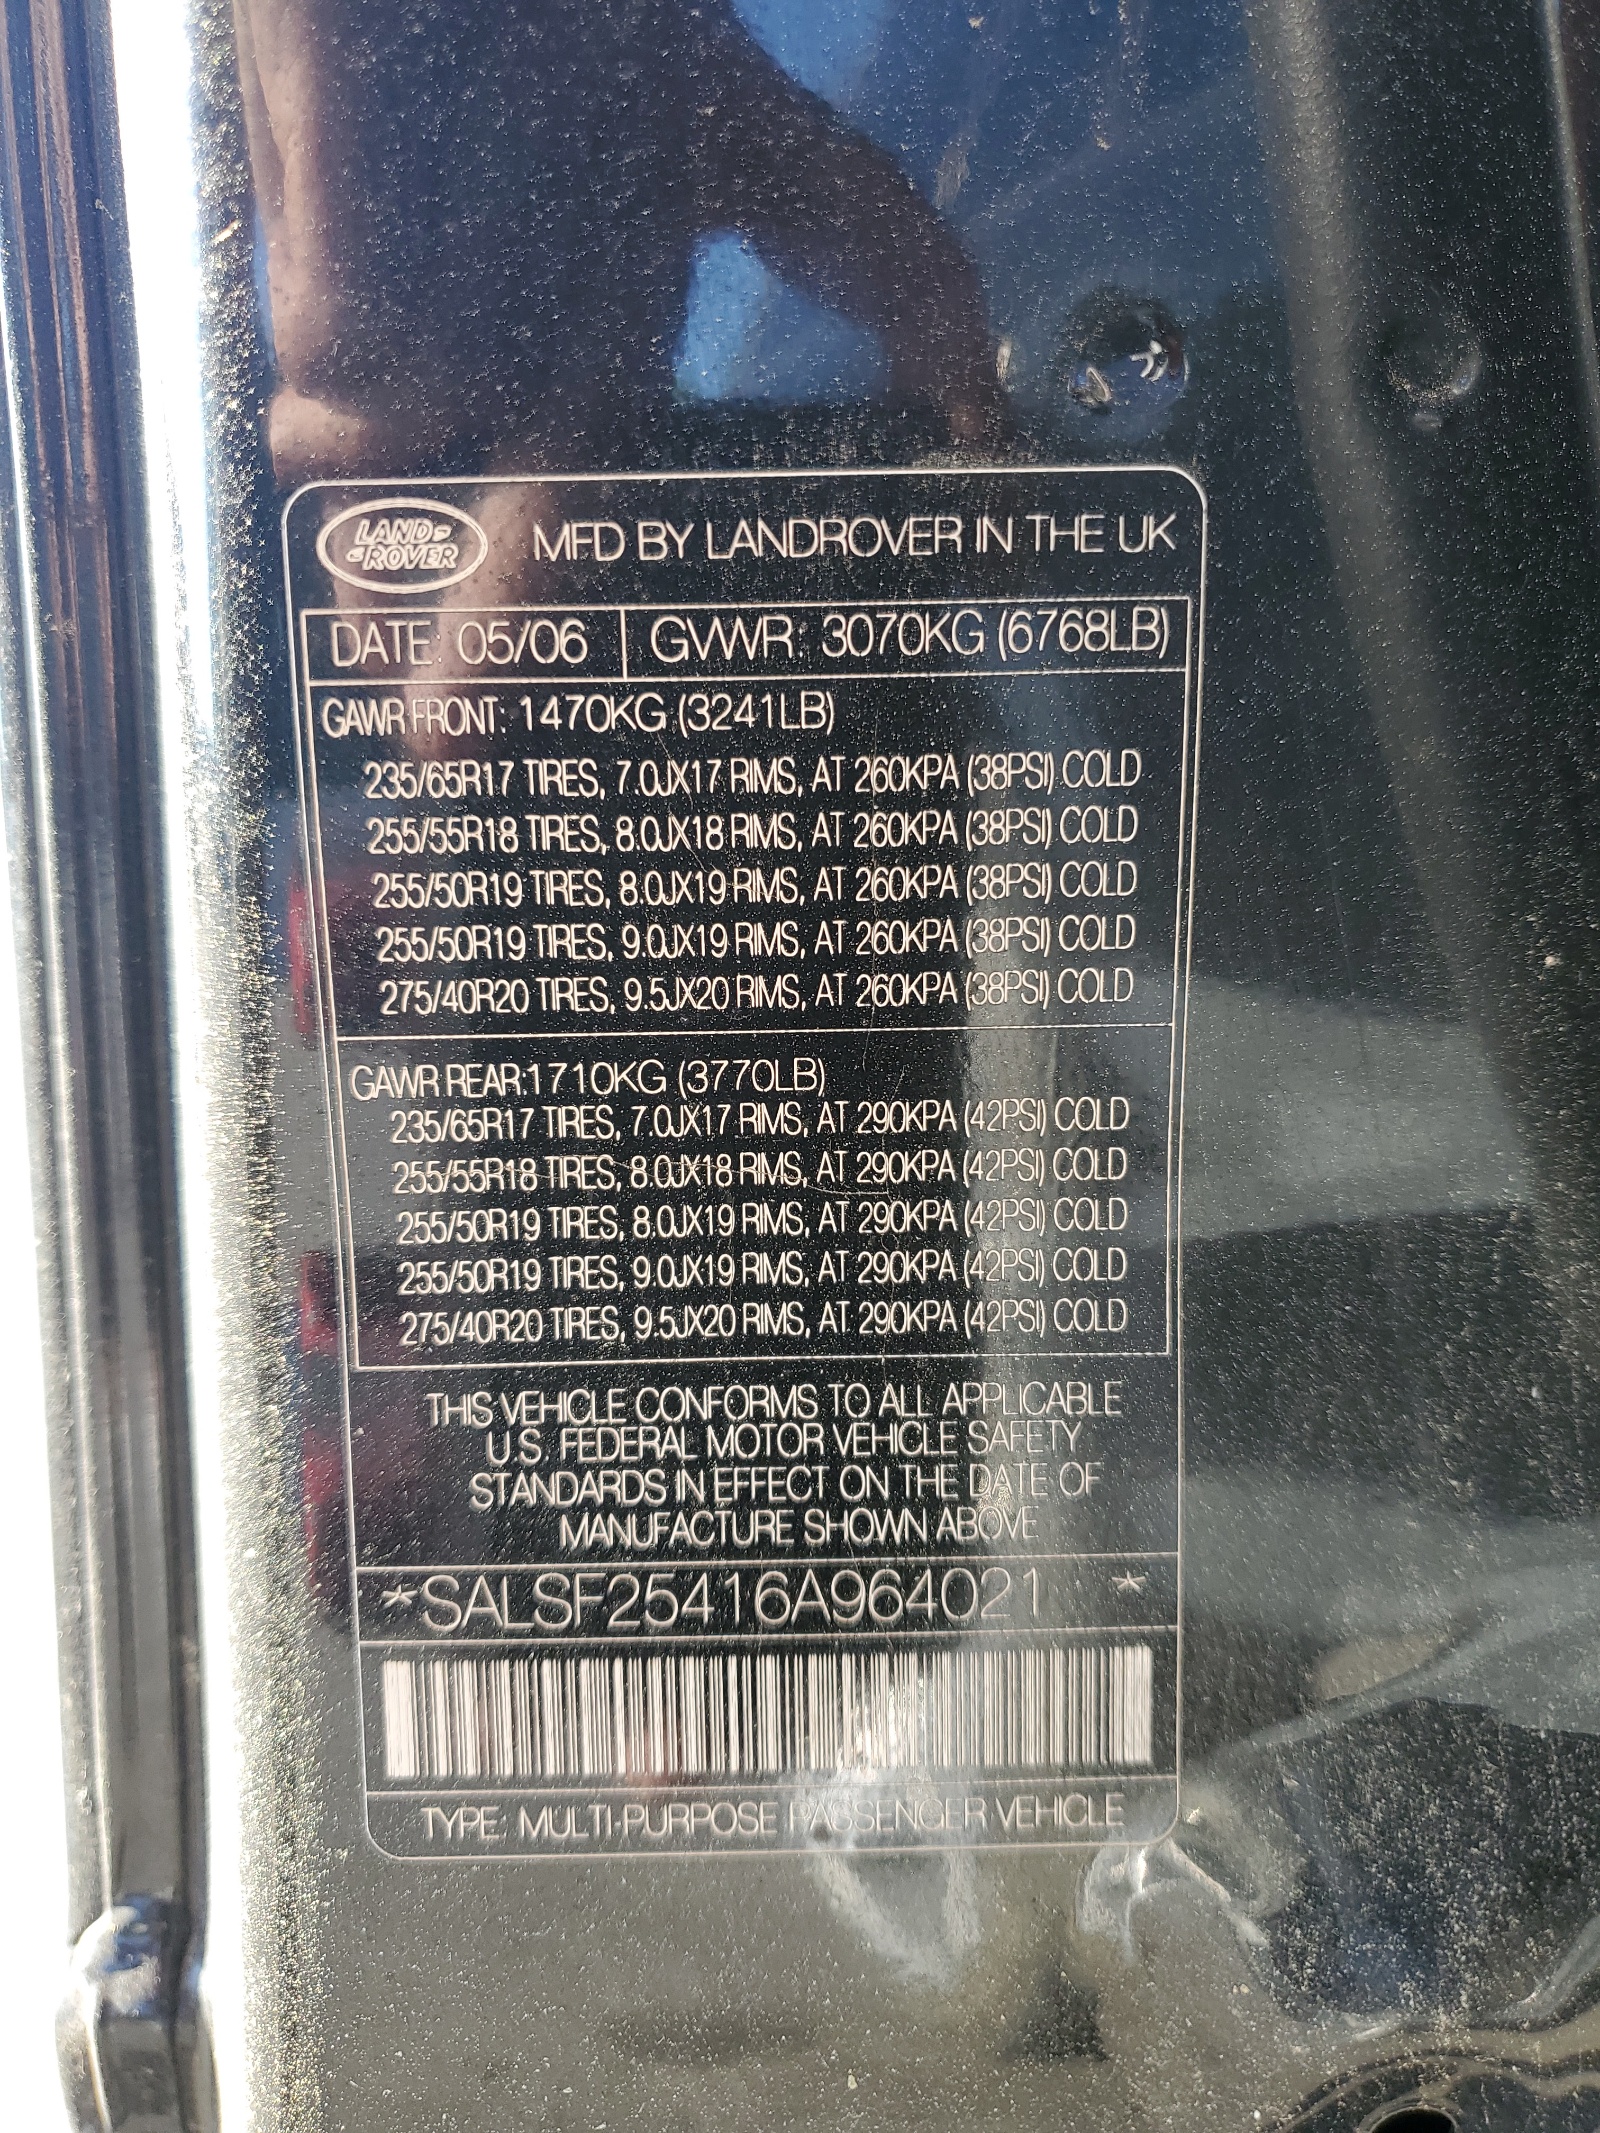 LAND-
-ROVER
MFD BY LANDROVER IN THE UK
DATE: 05/06 GVWR: 3070KG (6768LB)
GAWR FRONT: 1470KG (3241LB)
235/65R17 TIRES, 7.0JX17 RIMS, AT 260KPA (38PSI) COLD
255/55R18 TIRES, 8.0JX18 RIMS, AT 260KPA (38PSI) COLD
255/50R19 TIRES, 8.0JX19 RIMS, AT 260KPA (38PSI) COLD
255/50R19 TIRES, 9.0JX19 RIMS, AT 260KPA (38PSI) COLD
275/40R20 TIRES, 9.5JX20 RIMS, AT 260KPA (38PSI) COLD
GAWR REAR:1710KG (3770LB)
235/65R17 TIRES, 7.0JX17 RIMS, AT 290KPA (42PSI) COLD
255/55R18 TIRES, 8.0JX18 RIMS, AT 290KPA (42PSI) COLD
255/50R19 TIRES, 8.0JX19 RIMS, AT 290KPA (42PSI) COLD
255/50R19 TIRES, 9.0JX19 RIMS, AT 290KPA (42PSI) COLD
275/40R20 TIRES, 9.5JX20 RIMS, AT 290KPA (42PSI) COLD
THIS VEHICLE CONFORMS TO ALL APPLICABLE
U.S. FEDERAL MOTOR VEHICLE SAFETY
STANDARDS IN EFFECT ON THE DATE OF
MANUFACTURE SHOWN ABOVE
*SALSF25416A964021 *
TYPE: MULTI-PURPOSE PASSENGER VEHICLE